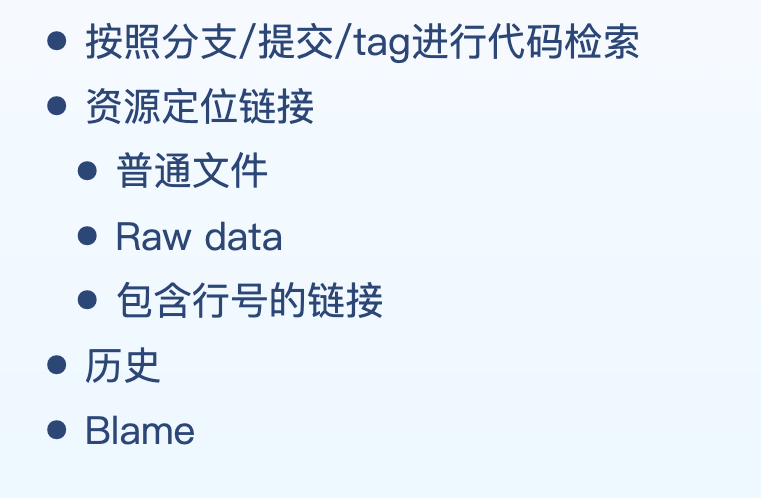 按照分支/提交/tag进行代码检索
资源定位链接
普通文件
Raw data
包含行号的链接
历史
Blame